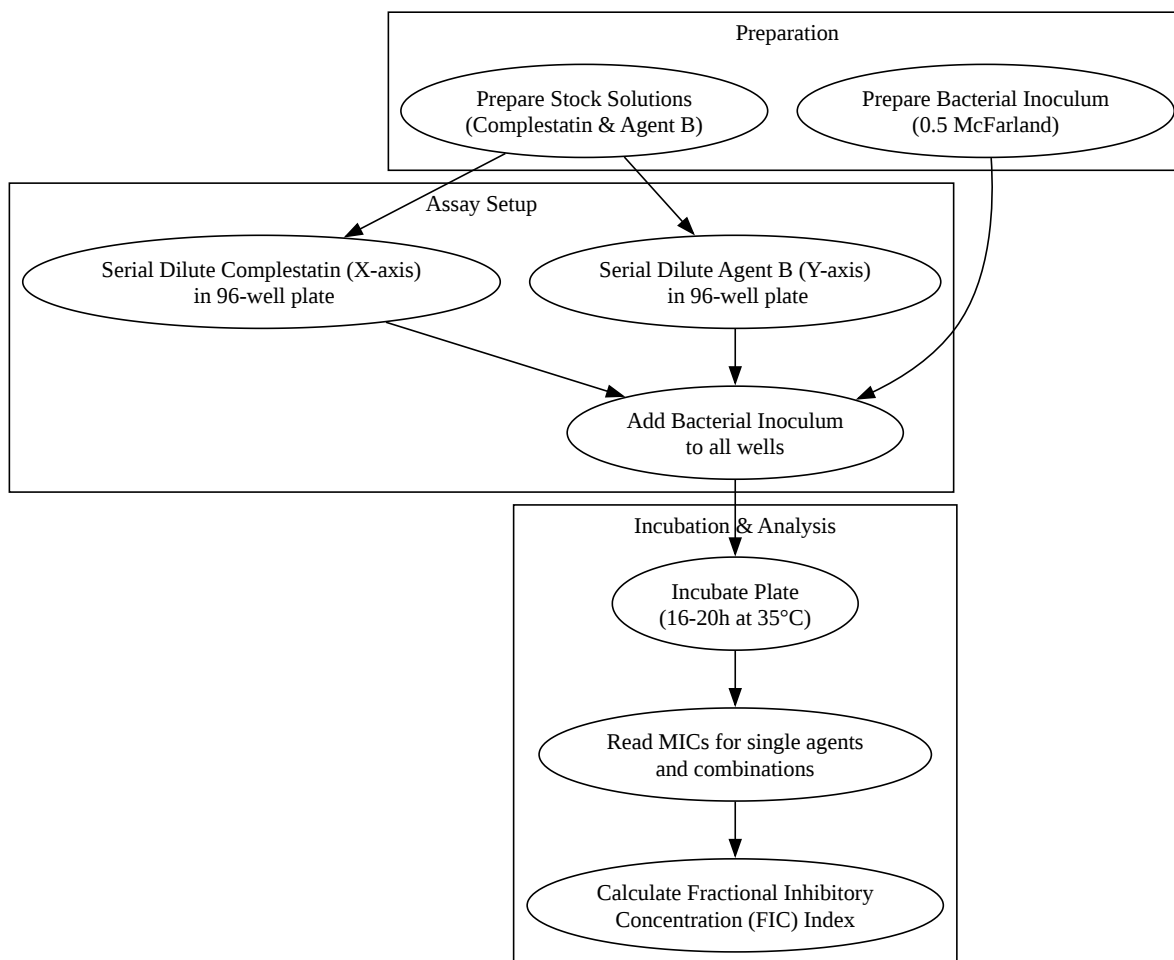 Preparation
Prepare Stock Solutions
(Complestatin & Agent B)
Prepare Bacterial Inoculum
(0.5 McFarland)
Assay Setup
Serial Dilute Complestatin (X-axis)
in 96-well plate
Serial Dilute Agent B (Y-axis)
in 96-well plate
Add Bacterial Inoculum
to all wells
Incubation & Analysis
Incubate Plate
(16-20h at 35°C)
Read MICs for single agents
and combinations
Calculate Fractional Inhibitory
Concentration (FIC) Index